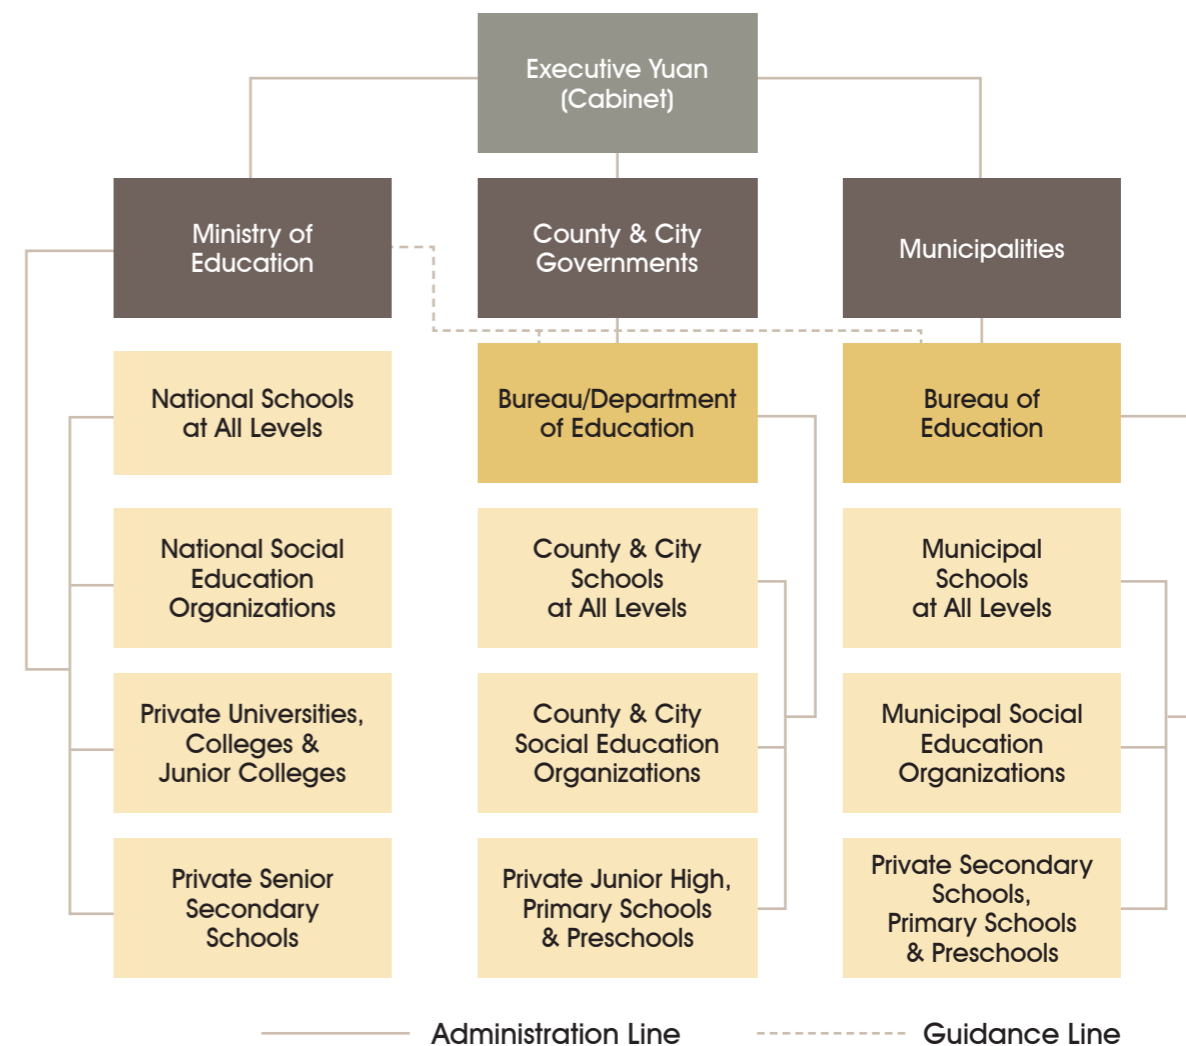 Executive Yuan
(Cabinet)
Ministry of
Education
County & City
Governments
Municipalities
National Schools
at All Levels
Bureau/Department
of Education
Bureau of
Education
National Social
Education
Organizations
County & City
Schools
at All Levels
Municipal
Schools
at All Levels
Private Universities,
Colleges &
Junior Colleges
County & City
Social Education
Organizations
Municipal Social
Education
Organizations
Private Senior
Secondary
Schools
Private Junior High,
Primary Schools
& Preschools
Private Secondary
Schools,
Primary Schools
& Preschools
Administration Line
Guidance Line